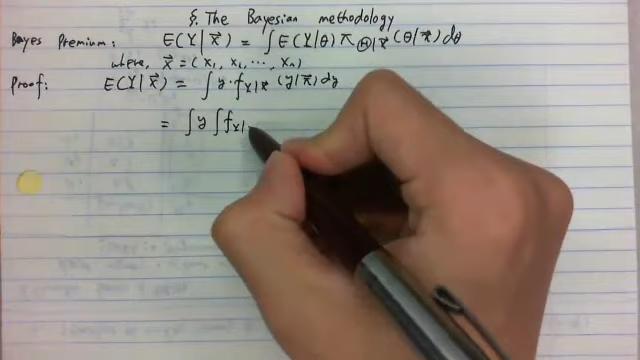 §. The Bayesian methodology
Bayes Premium: E(Y|x⃗) = ∫ E(Y|θ) π_{Θ|x⃗} (θ|x⃗) dθ
where, x⃗ = (x₁, x₂, ⋯, xₙ)
Proof: E(Y|x⃗) = ∫ y · f_{Y|x⃗} (y|x⃗) dy
= ∫ y ∫ f_{Y|